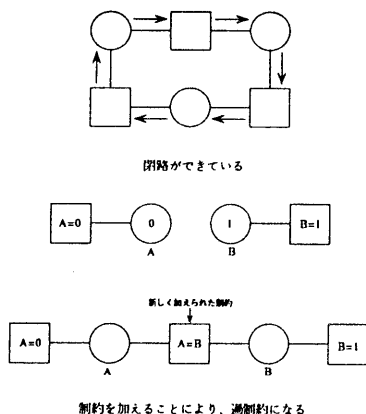 閉路ができている
A=0
0
1
B=1
A
B
新しく加えられた制約
A=0
A=B
B=1
A
B
制約を加えることにより、過制約になる